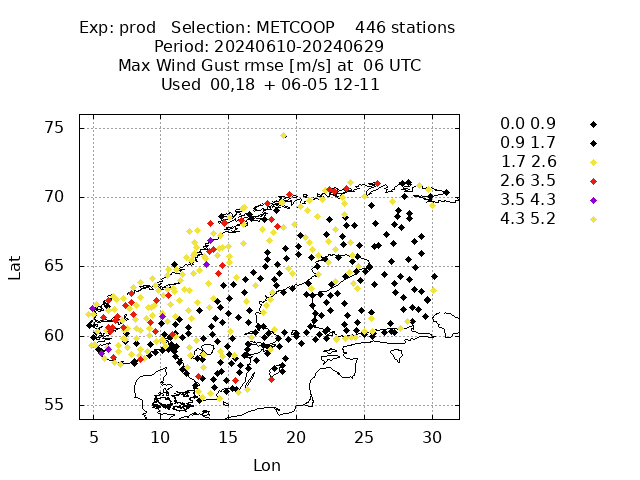 Exp: prod   Selection: METCOOP    446 stations
Period: 20240610-20240629
Max Wind Gust rmse [m/s] at  06 UTC
Used  00,18  + 06-05 12-11
0.0 0.9
0.9 1.7
1.7 2.6
2.6 3.5
3.5 4.3
4.3 5.2
75
70
65
60
55
Lat
5 10 15 20 25 30
Lon